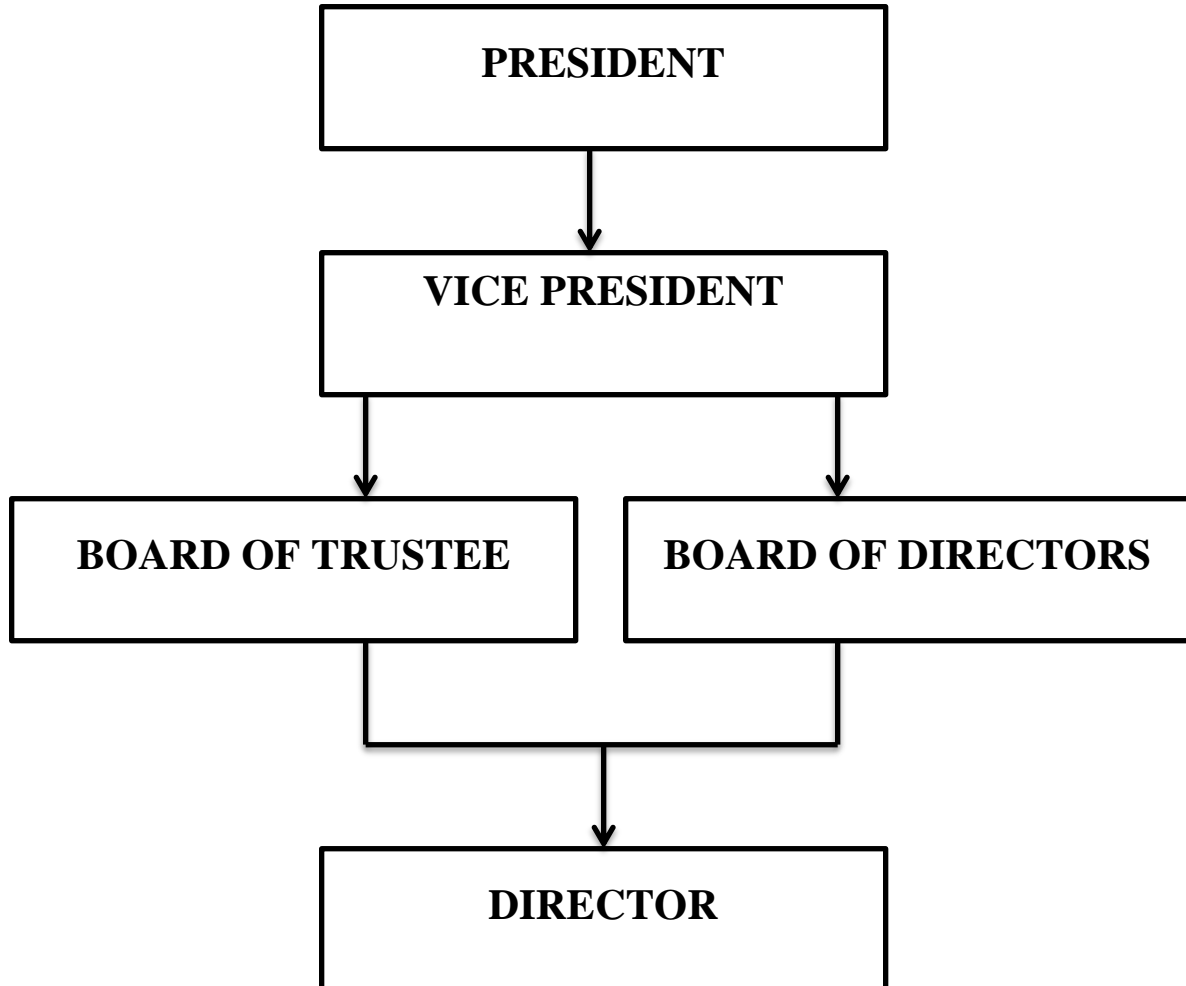 PRESIDENT
VICE PRESIDENT
BOARD OF TRUSTEE
BOARD OF DIRECTORS
DIRECTOR